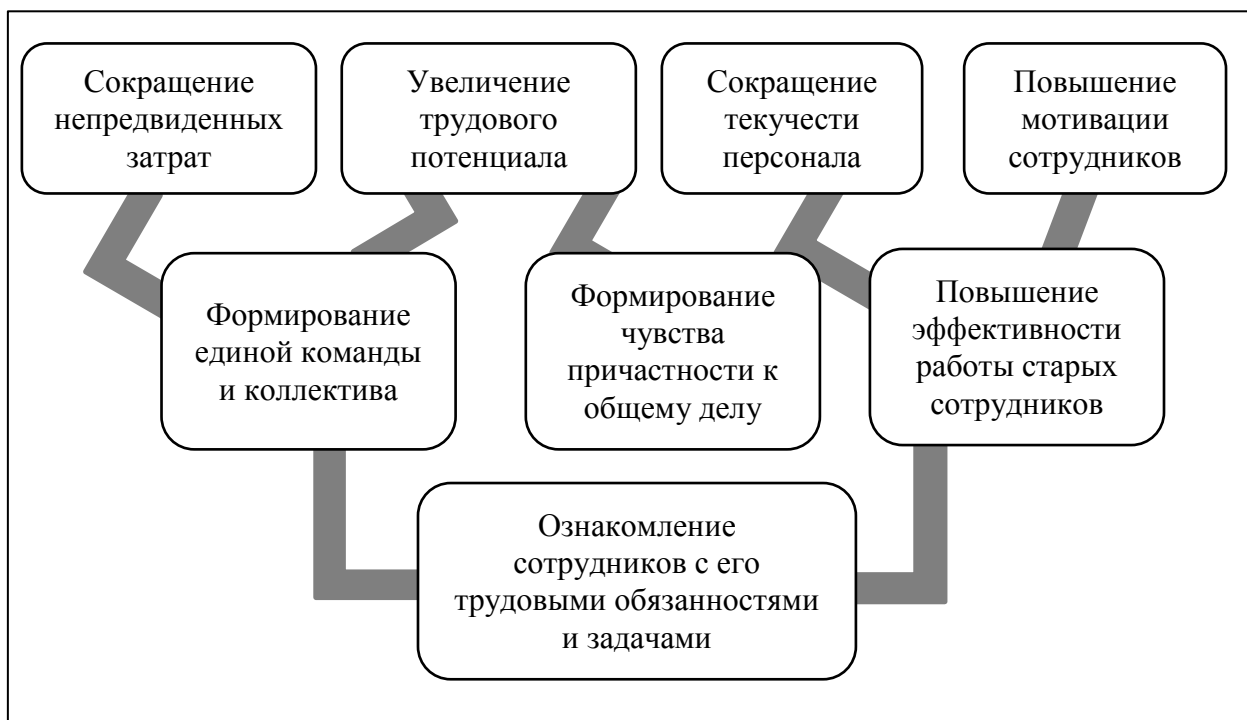 Сокращение
непредвиденных
затрат
Увеличение
трудового
потенциала
Сокращение
текучести
персонала
Повышение
мотивации
сотрудников
Формирование
единой команды
и коллектива
Формирование
чувства
причастности к
общему делу
Повышение
эффективности
работы старых
сотрудников
Ознакомление
сотрудников с его
трудовыми обязанностями
и задачами